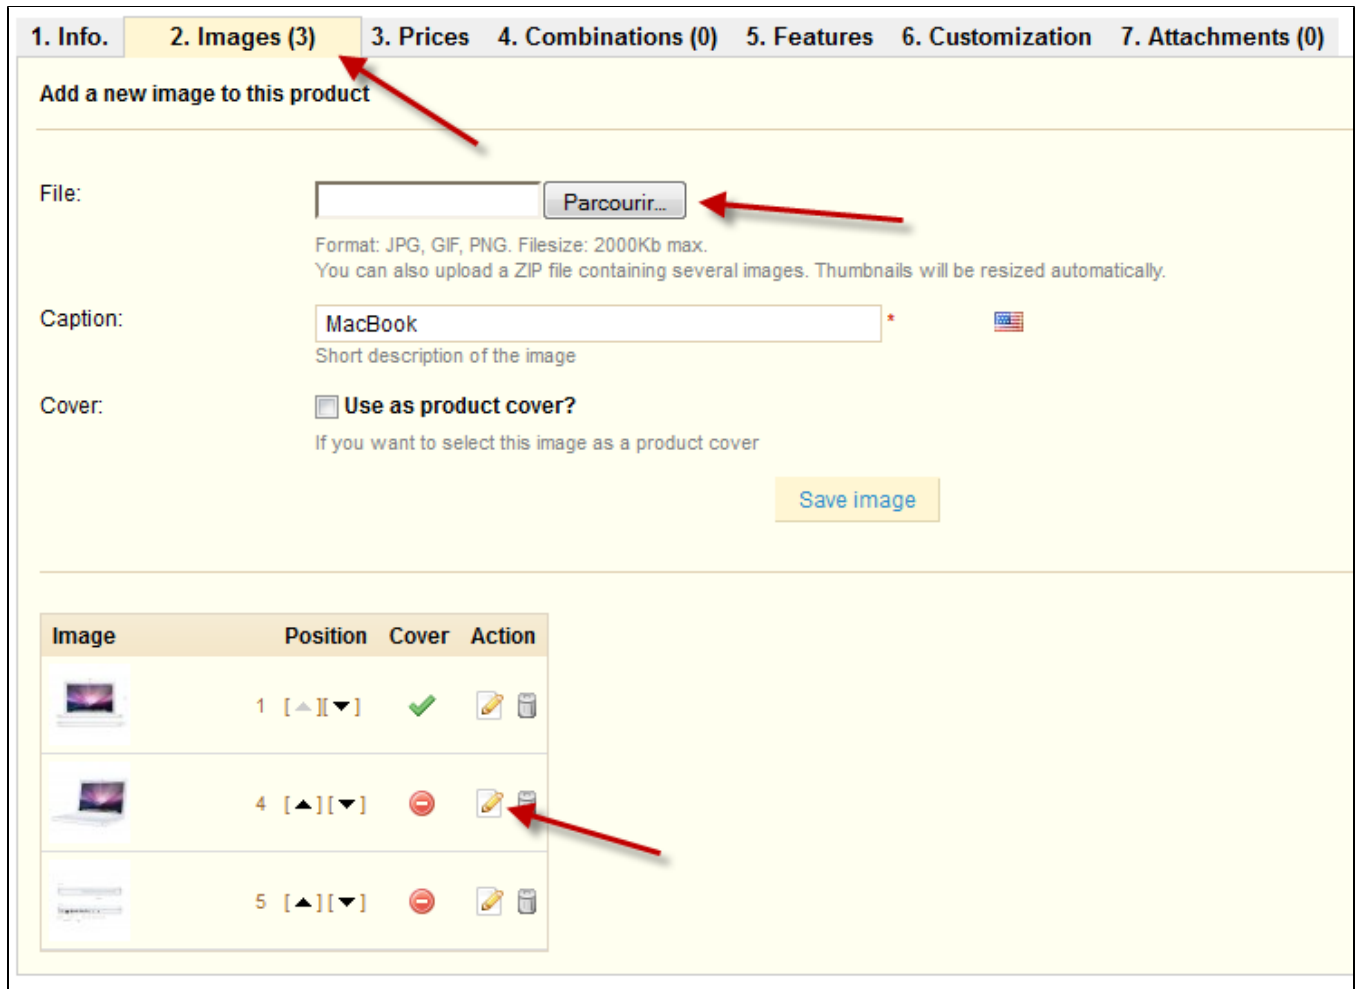 1. Info. 2. Images (3) 3. Prices 4. Combinations (0) 5. Features 6. Customization 7. Attachments (0)
Add a new image to this product
File: Parcourir...
Format: JPG, GIF, PNG. Filesize: 2000Kb max.
You can also upload a ZIP file containing several images. Thumbnails will be resized automatically.
Caption: MacBook *
Short description of the image
Cover: Use as product cover?
If you want to select this image as a product cover
Save image
Image Position Cover Action
1 [ ][ ]
4 [ ][ ]
5 [ ][ ]